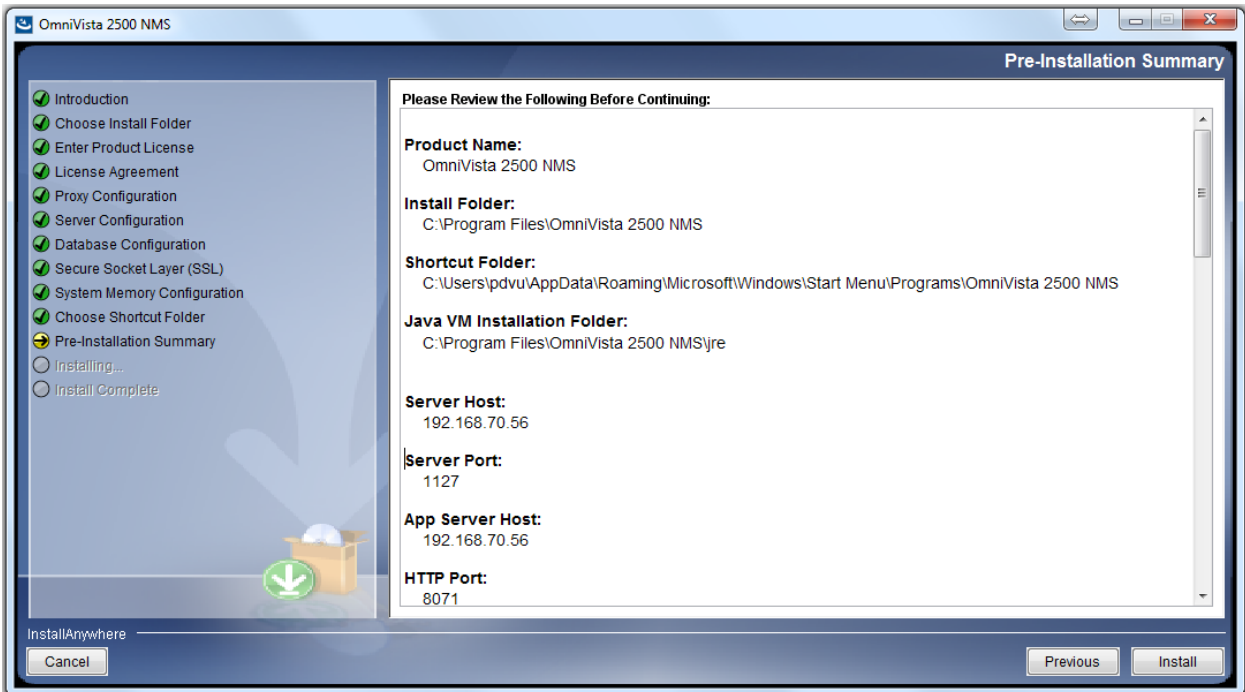 OmniVista 2500 NMS
Pre-Installation Summary
Introduction
Choose Install Folder
Enter Product License
License Agreement
Proxy Configuration
Server Configuration
Database Configuration
Secure Socket Layer (SSL)
System Memory Configuration
Choose Shortcut Folder
Pre-Installation Summary
Installing...
Install Complete
Please Review the Following Before Continuing:
Product Name:
OmniVista 2500 NMS
Install Folder:
C:\Program Files\OmniVista 2500 NMS
Shortcut Folder:
C:\Users\pdvu\AppData\Roaming\Microsoft\Windows\Start Menu\Programs\OmniVista 2500 NMS
Java VM Installation Folder:
C:\Program Files\OmniVista 2500 NMS\jre
Server Host:
192.168.70.56
Server Port:
1127
App Server Host:
192.168.70.56
HTTP Port:
8071
InstallAnywhere
Cancel
Previous
Install